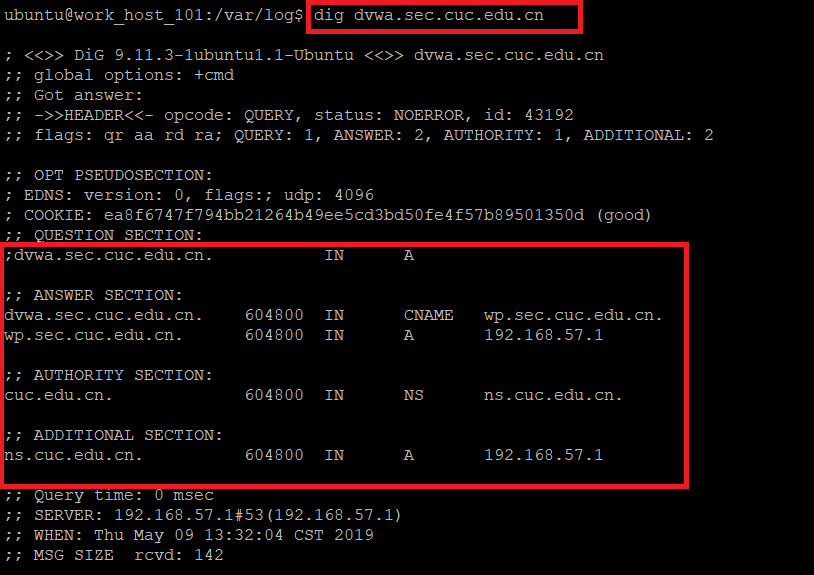 ubuntu@work_host_101:/var/log$ dig dvwa.sec.cuc.edu.cn
; <<>> DiG 9.11.3-1ubuntu1.1-Ubuntu <<>> dvwa.sec.cuc.edu.cn
;; global options: +cmd
;; Got answer:
;; ->>HEADER<<- opcode: QUERY, status: NOERROR, id: 43192
;; flags: qr aa rd ra; QUERY: 1, ANSWER: 2, AUTHORITY: 1, ADDITIONAL: 2
;; OPT PSEUDOSECTION:
; EDNS: version: 0, flags:; udp: 4096
; COOKIE: ea8f6747f794bb21264b49ee5cd3bd50fe4f57b89501350d (good)
;; QUESTION SECTION:
;dvwa.sec.cuc.edu.cn. IN A
;; ANSWER SECTION:
dvwa.sec.cuc.edu.cn. 604800 IN CNAME wp.sec.cuc.edu.cn.
wp.sec.cuc.edu.cn. 604800 IN A 192.168.57.1
;; AUTHORITY SECTION:
cuc.edu.cn. 604800 IN NS ns.cuc.edu.cn.
;; ADDITIONAL SECTION:
ns.cuc.edu.cn. 604800 IN A 192.168.57.1
;; Query time: 0 msec
;; SERVER: 192.168.57.1#53(192.168.57.1)
;; WHEN: Thu May 09 13:32:04 CST 2019
;; MSG SIZE rcvd: 142